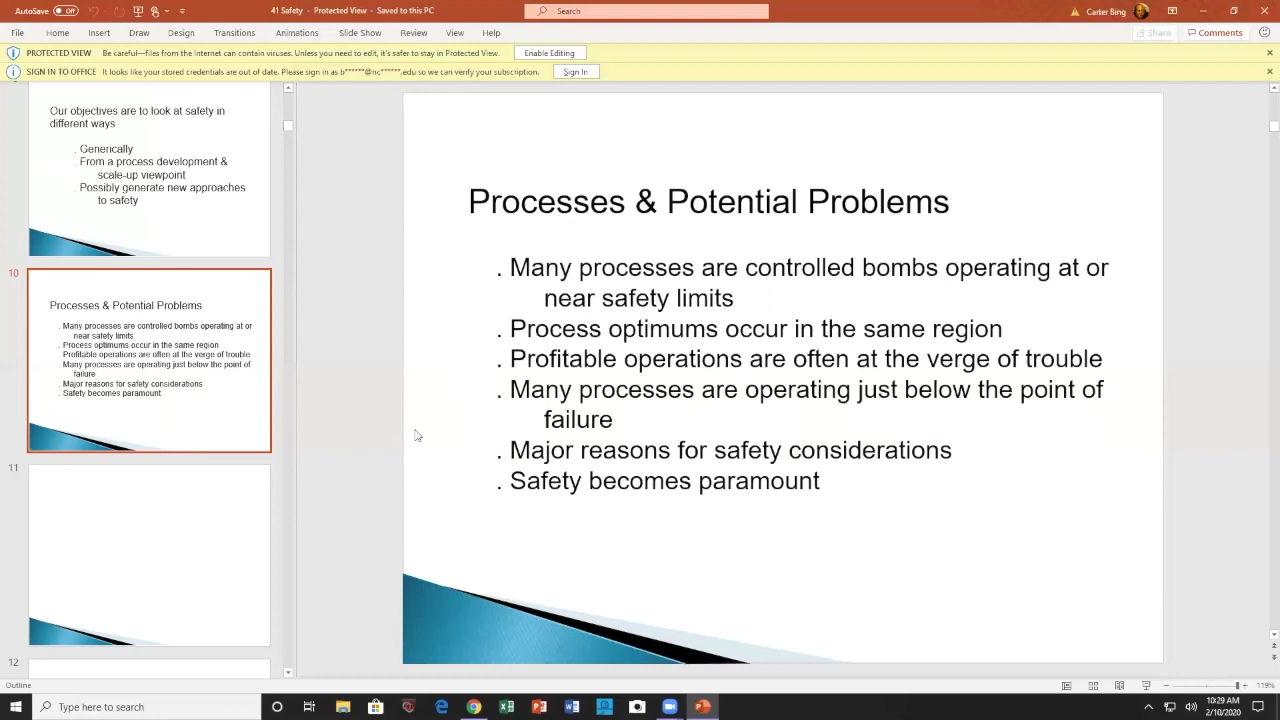 AutoSave Off
41 Safety - Protected View - Saved to this PC
Search
Carter Bing
File Home Insert Draw Design Transitions Animations Slide Show Review View Help
Share Comments
PROTECTED VIEW Be careful—files from the Internet can contain viruses. Unless you need to edit, it's safer to stay in Protected View. Enable Editing
SIGN IN TO OFFICE It looks like your stored credentials are out of date. Please sign in as b******@nc******.edu so we can verify your subscription. Sign In
Our objectives are to look at safety in
different ways
. Generically
. From a process development &
scale-up viewpoint
. Possibly generate new approaches
to safety
10
Processes & Potential Problems
. Many processes are controlled bombs operating at or
near safety limits
. Process optimums occur in the same region
. Profitable operations are often at the verge of trouble
. Many processes are operating just below the point of
failure
. Major reasons for safety considerations
. Safety becomes paramount
11
12
Processes & Potential Problems
. Many processes are controlled bombs operating at or
near safety limits
. Process optimums occur in the same region
. Profitable operations are often at the verge of trouble
. Many processes are operating just below the point of
failure
. Major reasons for safety considerations
. Safety becomes paramount
Outline
119%
Type here to search
10:29 AM
2/10/2020